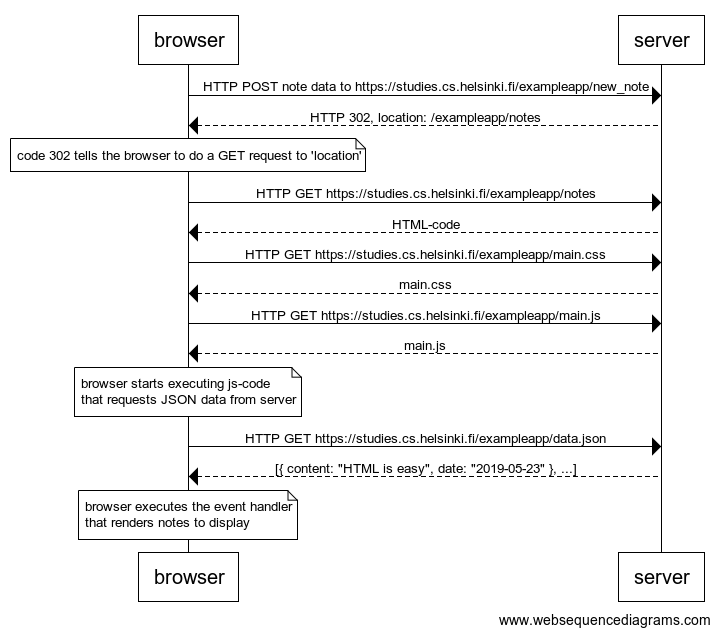 browser
server
HTTP POST note data to https://studies.cs.helsinki.fi/exampleapp/new_note
HTTP 302, location: /exampleapp/notes
code 302 tells the browser to do a GET request to 'location'
HTTP GET https://studies.cs.helsinki.fi/exampleapp/notes
HTML-code
HTTP GET https://studies.cs.helsinki.fi/exampleapp/main.css
main.css
HTTP GET https://studies.cs.helsinki.fi/exampleapp/main.js
main.js
browser starts executing js-code
that requests JSON data from server
HTTP GET https://studies.cs.helsinki.fi/exampleapp/data.json
[{ content: "HTML is easy", date: "2019-05-23" }, ...]
browser executes the event handler
that renders notes to display
browser
server
www.websequencediagrams.com